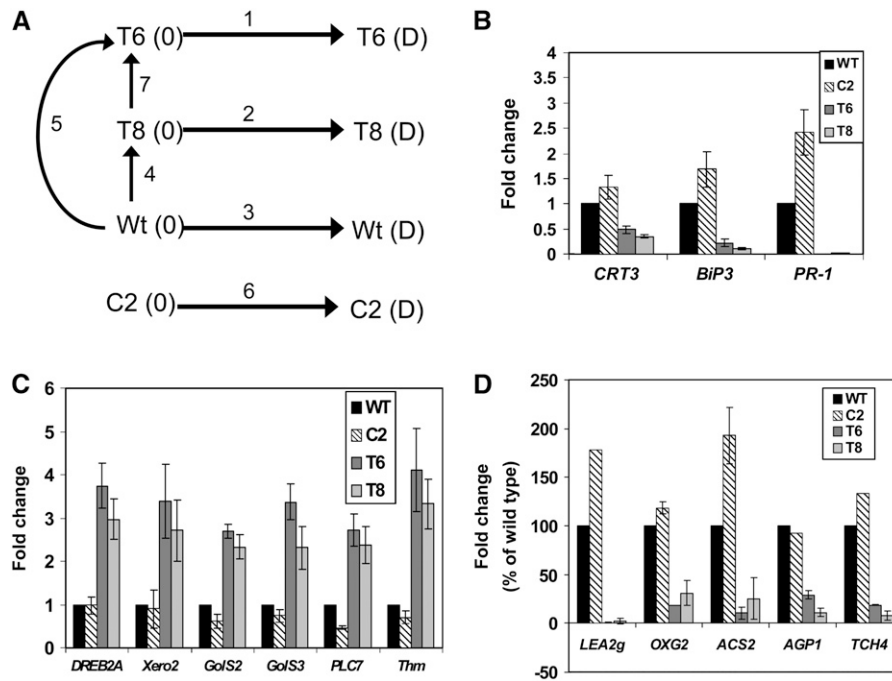 A
T6 (0) 1 T6 (D)
7
5
T8 (0) 2 T8 (D)
4
Wt (0) 3 Wt (D)
C2 (0) 6 C2 (D)
B
Fold change
4
3.5
3
2.5
2
1.5
1
0.5
0
WT
C2
T6
T8
CRT3 BiP3 PR-1
C
Fold change
6
5
4
3
2
1
0
WT
C2
T6
T8
DREB2A Xero2 GolS2 GolS3 PLC7 Thm
D
Fold change
(% of wild type)
250
200
150
100
50
0
-50
WT
C2
T6
T8
LEA2g OXG2 ACS2 AGP1 TCH4